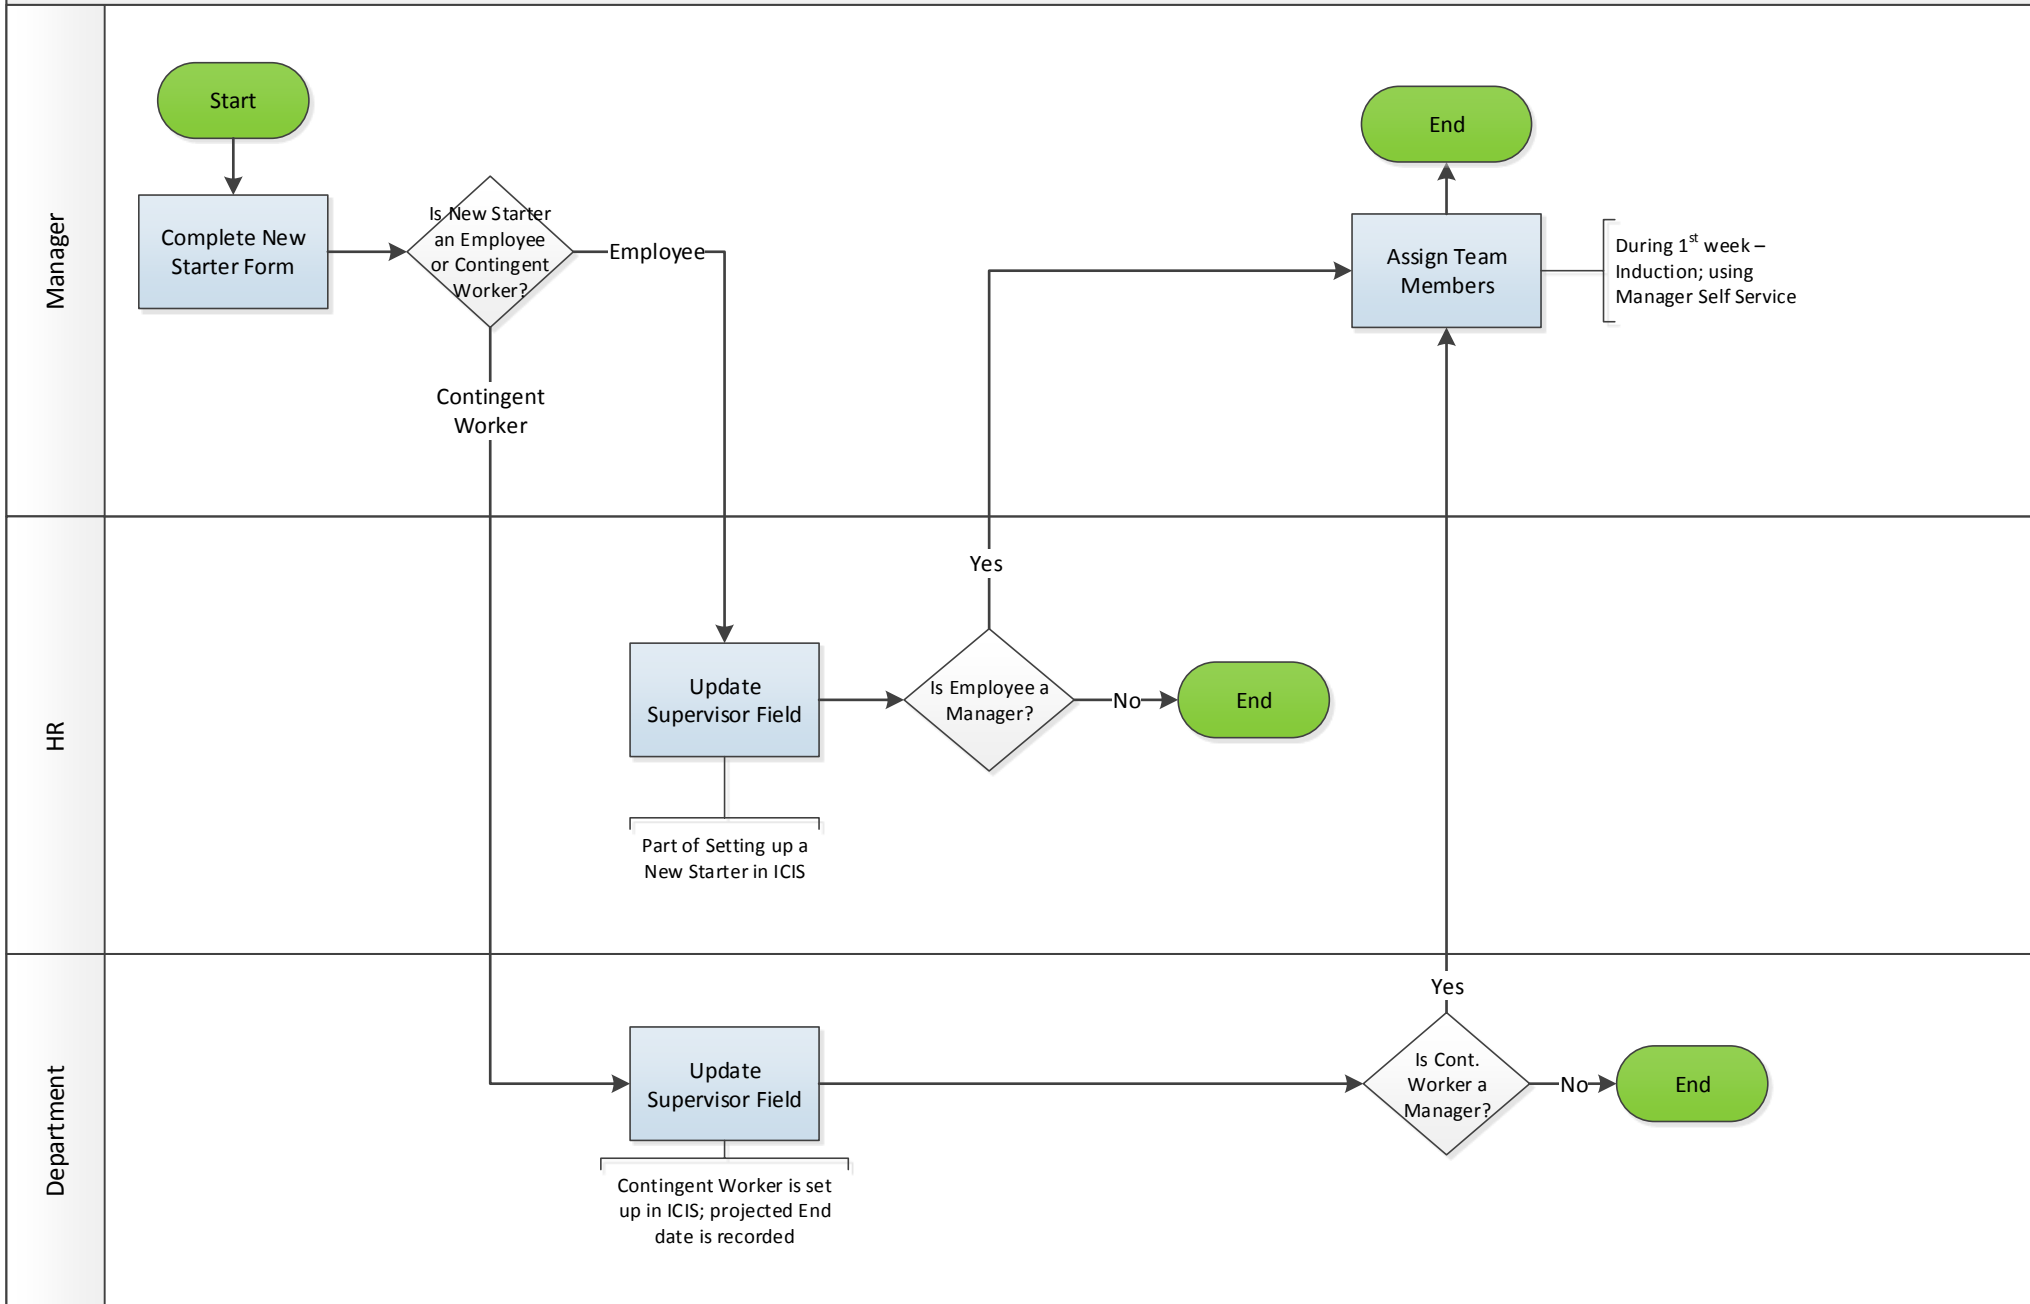 Manager
Start
Complete New
Starter Form
Is New Starter
an Employee
or Contingent
Worker?
Employee
Contingent
Worker
End
Assign Team
Members
During 1st week –
Induction; using
Manager Self Service
HR
Update
Supervisor Field
Part of Setting up a
New Starter in ICIS
Is Employee a
Manager?
Yes
No
End
Department
Update
Supervisor Field
Contingent Worker is set
up in ICIS; projected End
date is recorded
Is Cont.
Worker a
Manager?
Yes
No
End